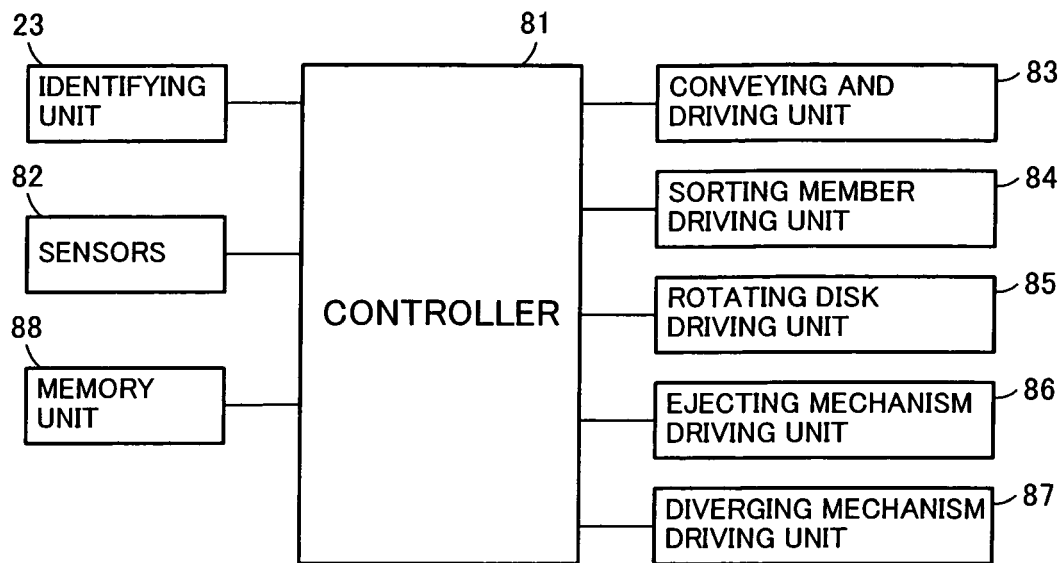 23
IDENTIFYING
UNIT
82
SENSORS
88
MEMORY
UNIT
81
CONTROLLER
83
CONVEYING AND
DRIVING UNIT
84
SORTING MEMBER
DRIVING UNIT
85
ROTATING DISK
DRIVING UNIT
86
EJECTING MECHANISM
DRIVING UNIT
87
DIVERGING MECHANISM
DRIVING UNIT